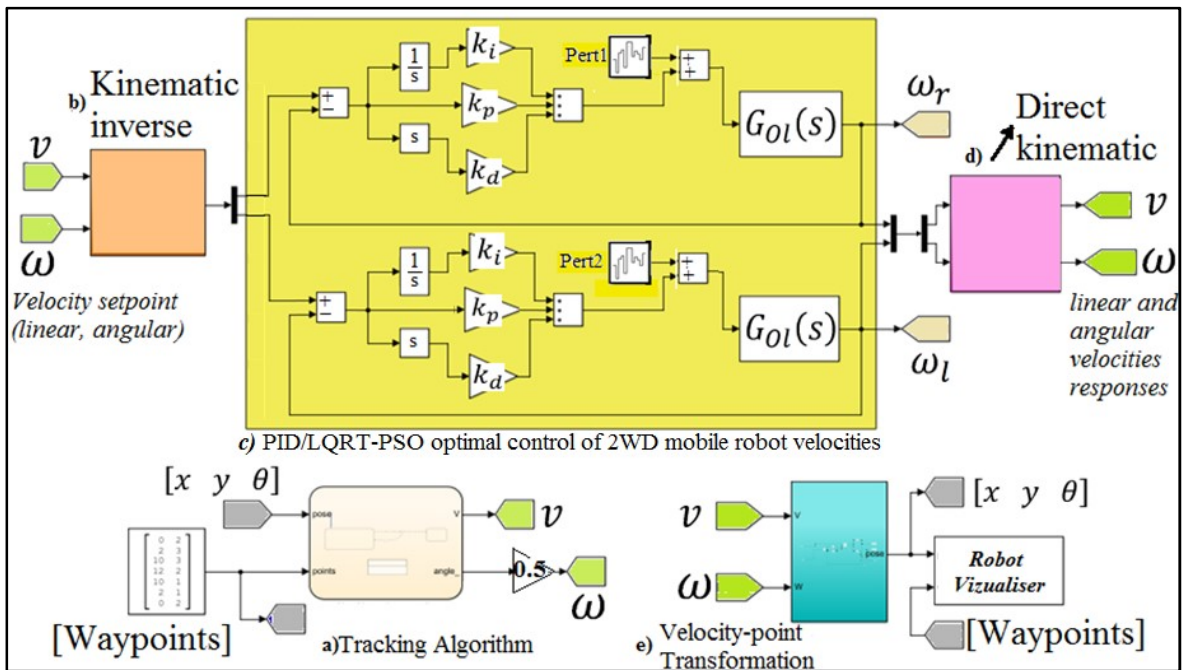 b) Kinematic
inverse
v
ω
Velocity setpoint
(linear, angular)
+
−
1
s
s
k_i
k_p
k_d
Pert1
+
+
G_Ol(s)
ω_r
+
−
1
s
s
k_i
k_p
k_d
Pert2
+
+
G_Ol(s)
ω_l
d) Direct
kinematic
v
ω
linear and
angular
velocities
responses
c) PID/LQRT-PSO optimal control of 2WD mobile robot velocities
[x y θ]
0 2
2 3
10 3
12 2
10 1
2 1
0 2
[Waypoints]
pose
points
V
angle_
0.5
v
ω
a)Tracking Algorithm
v
ω
V
W
pose
[x y θ]
Robot
Vizualiser
[Waypoints]
e) Velocity-point
Transformation